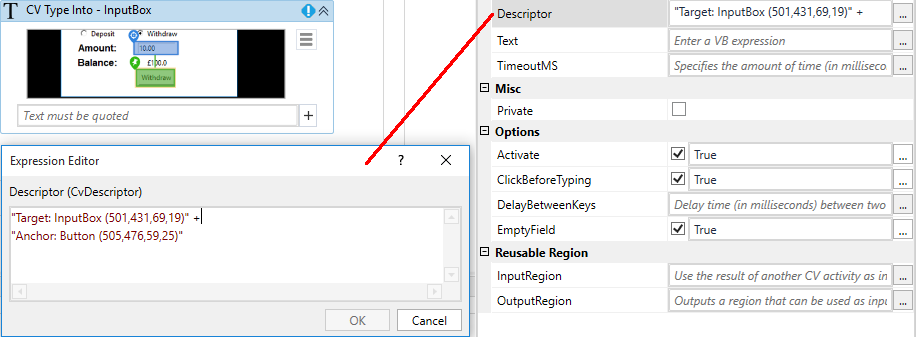 CV Type Into - InputBox
Deposit Withdraw
Amount: 10.00
Balance: £100.0
Withdraw
Text must be quoted +
Expression Editor ?
Descriptor (CvDescriptor)
"Target: InputBox (501,431,69,19)" +
"Anchor: Button (505,476,59,25)"
OK Cancel
Descriptor "Target: InputBox (501,431,69,19)" + ...
Text Enter a VB expression ...
TimeoutMS Specifies the amount of time (in millisecon ...
Misc
Private
Options
Activate True ...
ClickBeforeTyping True ...
DelayBetweenKeys Delay time (in milliseconds) between two ...
EmptyField True ...
Reusable Region
InputRegion Use the result of another CV activity as in ...
OutputRegion Outputs a region that can be used as inpu ...